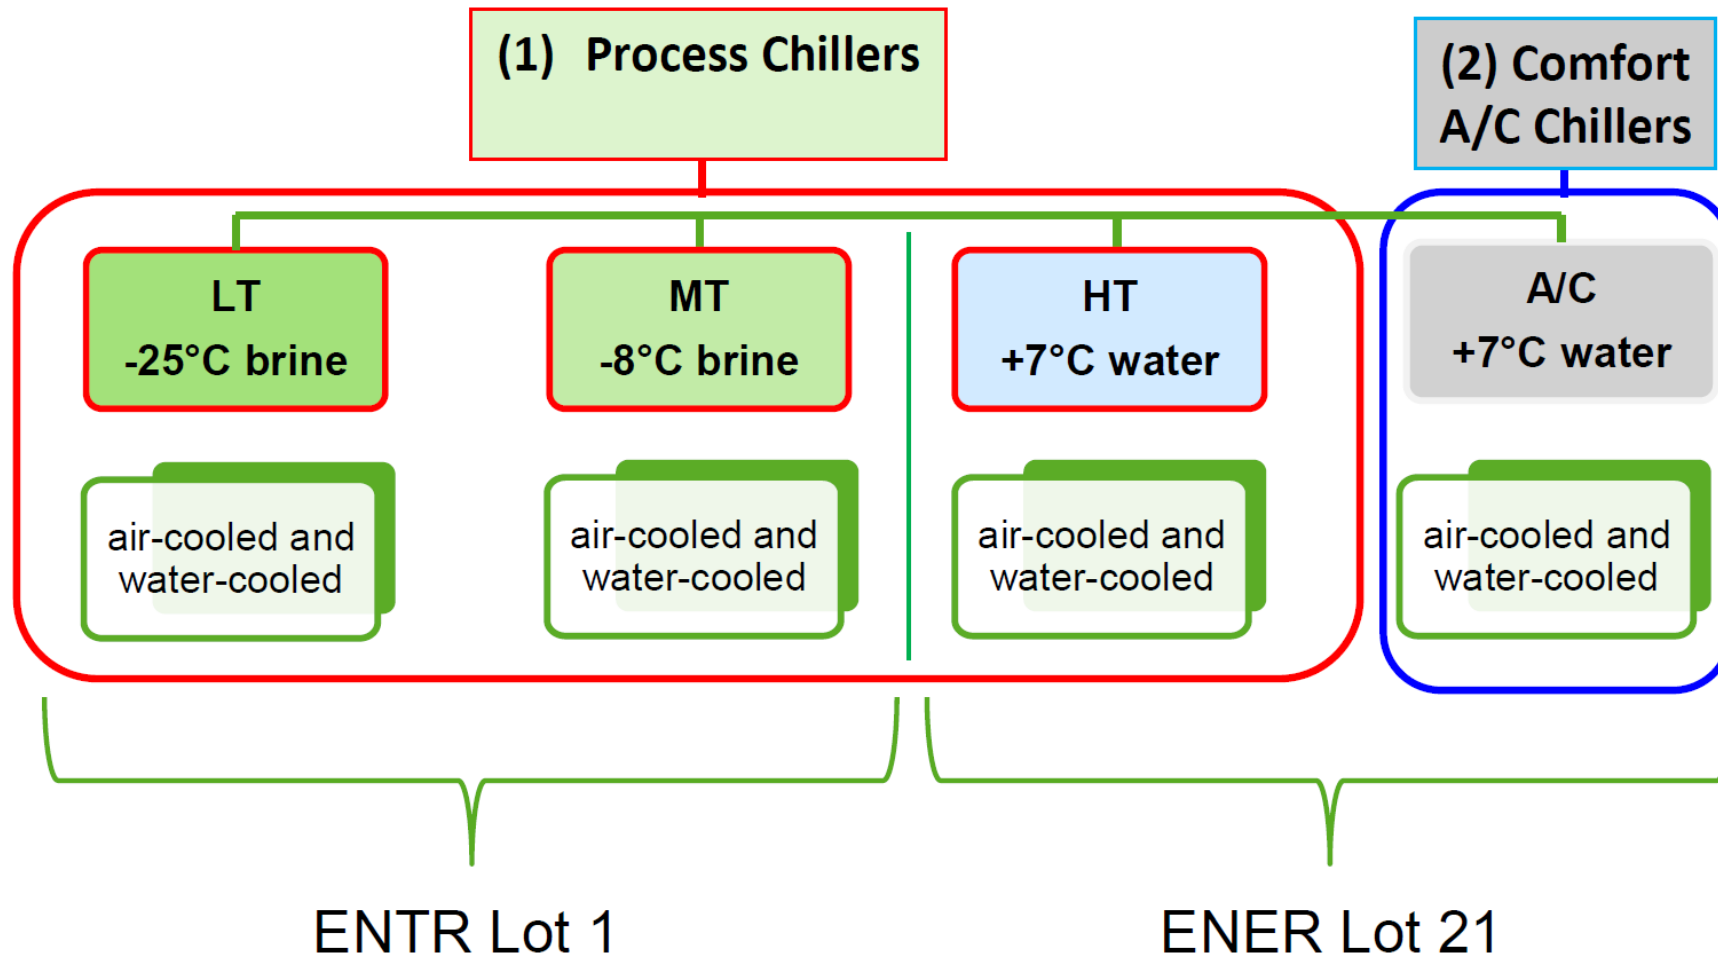 (1) Process Chillers
(2) Comfort
A/C Chillers
LT
-25°C brine
MT
-8°C brine
HT
+7°C water
A/C
+7°C water
air-cooled and
water-cooled
air-cooled and
water-cooled
air-cooled and
water-cooled
air-cooled and
water-cooled
ENTR Lot 1
ENER Lot 21